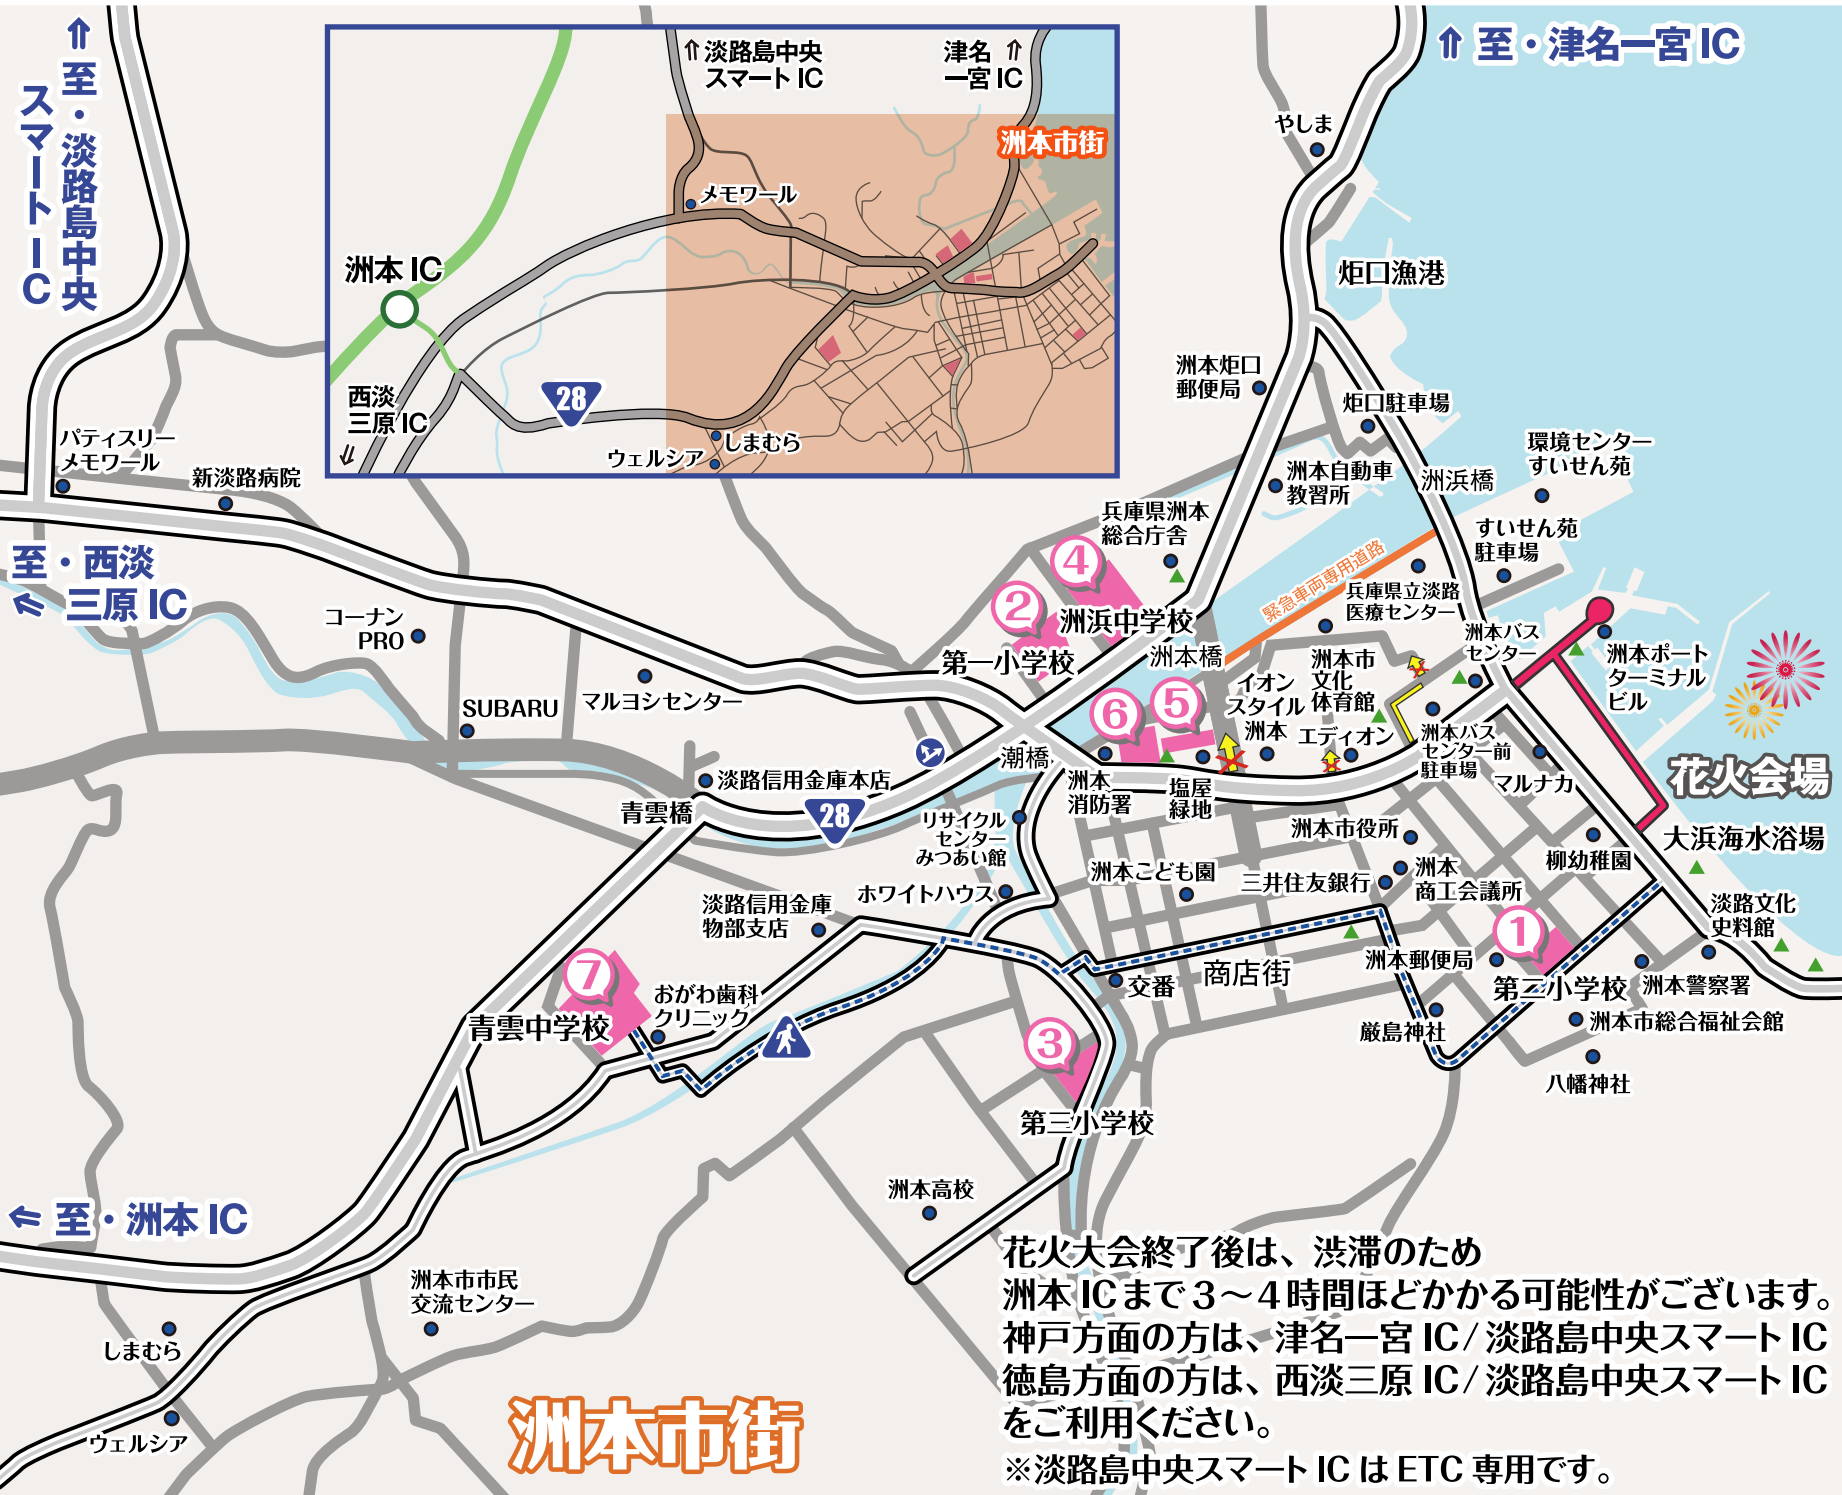 ⇑ 至・淡路島中央
スマートIC
⇑ 淡路島中央
スマートIC
津名 ⇑
一宮IC
洲本市街
メモワール
洲本IC
西淡
三原IC
⇓
28
しまむら
ウェルシア
⇑ 至・津名一宮IC
やしま
炬口漁港
洲本炬口
郵便局
炬口駐車場
環境センター
すいせん苑
洲本自動車
教習所
洲浜橋
すいせん苑
駐車場
パティスリー
メモワール
新淡路病院
兵庫県洲本
総合庁舎
緊急車両専用道路
兵庫県立淡路
医療センター
至・西淡
⇐ 三原IC
コーナン
PRO
④
②
洲浜中学校
第一小学校
洲本橋
洲本バス
センター
洲本市
文化
体育館
洲本ポート
ターミナル
ビル
イオン
スタイル
洲本
SUBARU
マルヨシセンター
⑥
⑤
エディオン
洲本バス
センター前
駐車場
潮橋
花火会場
淡路信用金庫本店
洲本
消防署
塩屋
緑地
マルナカ
青雲橋
28
リサイクル
センター
みつあい館
洲本市役所
大浜海水浴場
柳幼稚園
洲本こども園
三井住友銀行
洲本
商工会議所
ホワイトハウス
淡路信用金庫
物部支店
淡路文化
史料館
①
洲本郵便局
商店街
交番
⑦
おがわ歯科
クリニック
青雲中学校
第二小学校
洲本警察署
厳島神社
洲本市総合福祉会館
③
八幡神社
第三小学校
洲本高校
⇐ 至・洲本IC
洲本市市民
交流センター
しまむら
ウェルシア
洲本市街
花火大会終了後は、渋滞のため
洲本ICまで3〜4時間ほどかかる可能性がございます。
神戸方面の方は、津名一宮IC/淡路島中央スマートIC
徳島方面の方は、西淡三原IC/淡路島中央スマートIC
をご利用ください。
※淡路島中央スマートICはETC専用です。